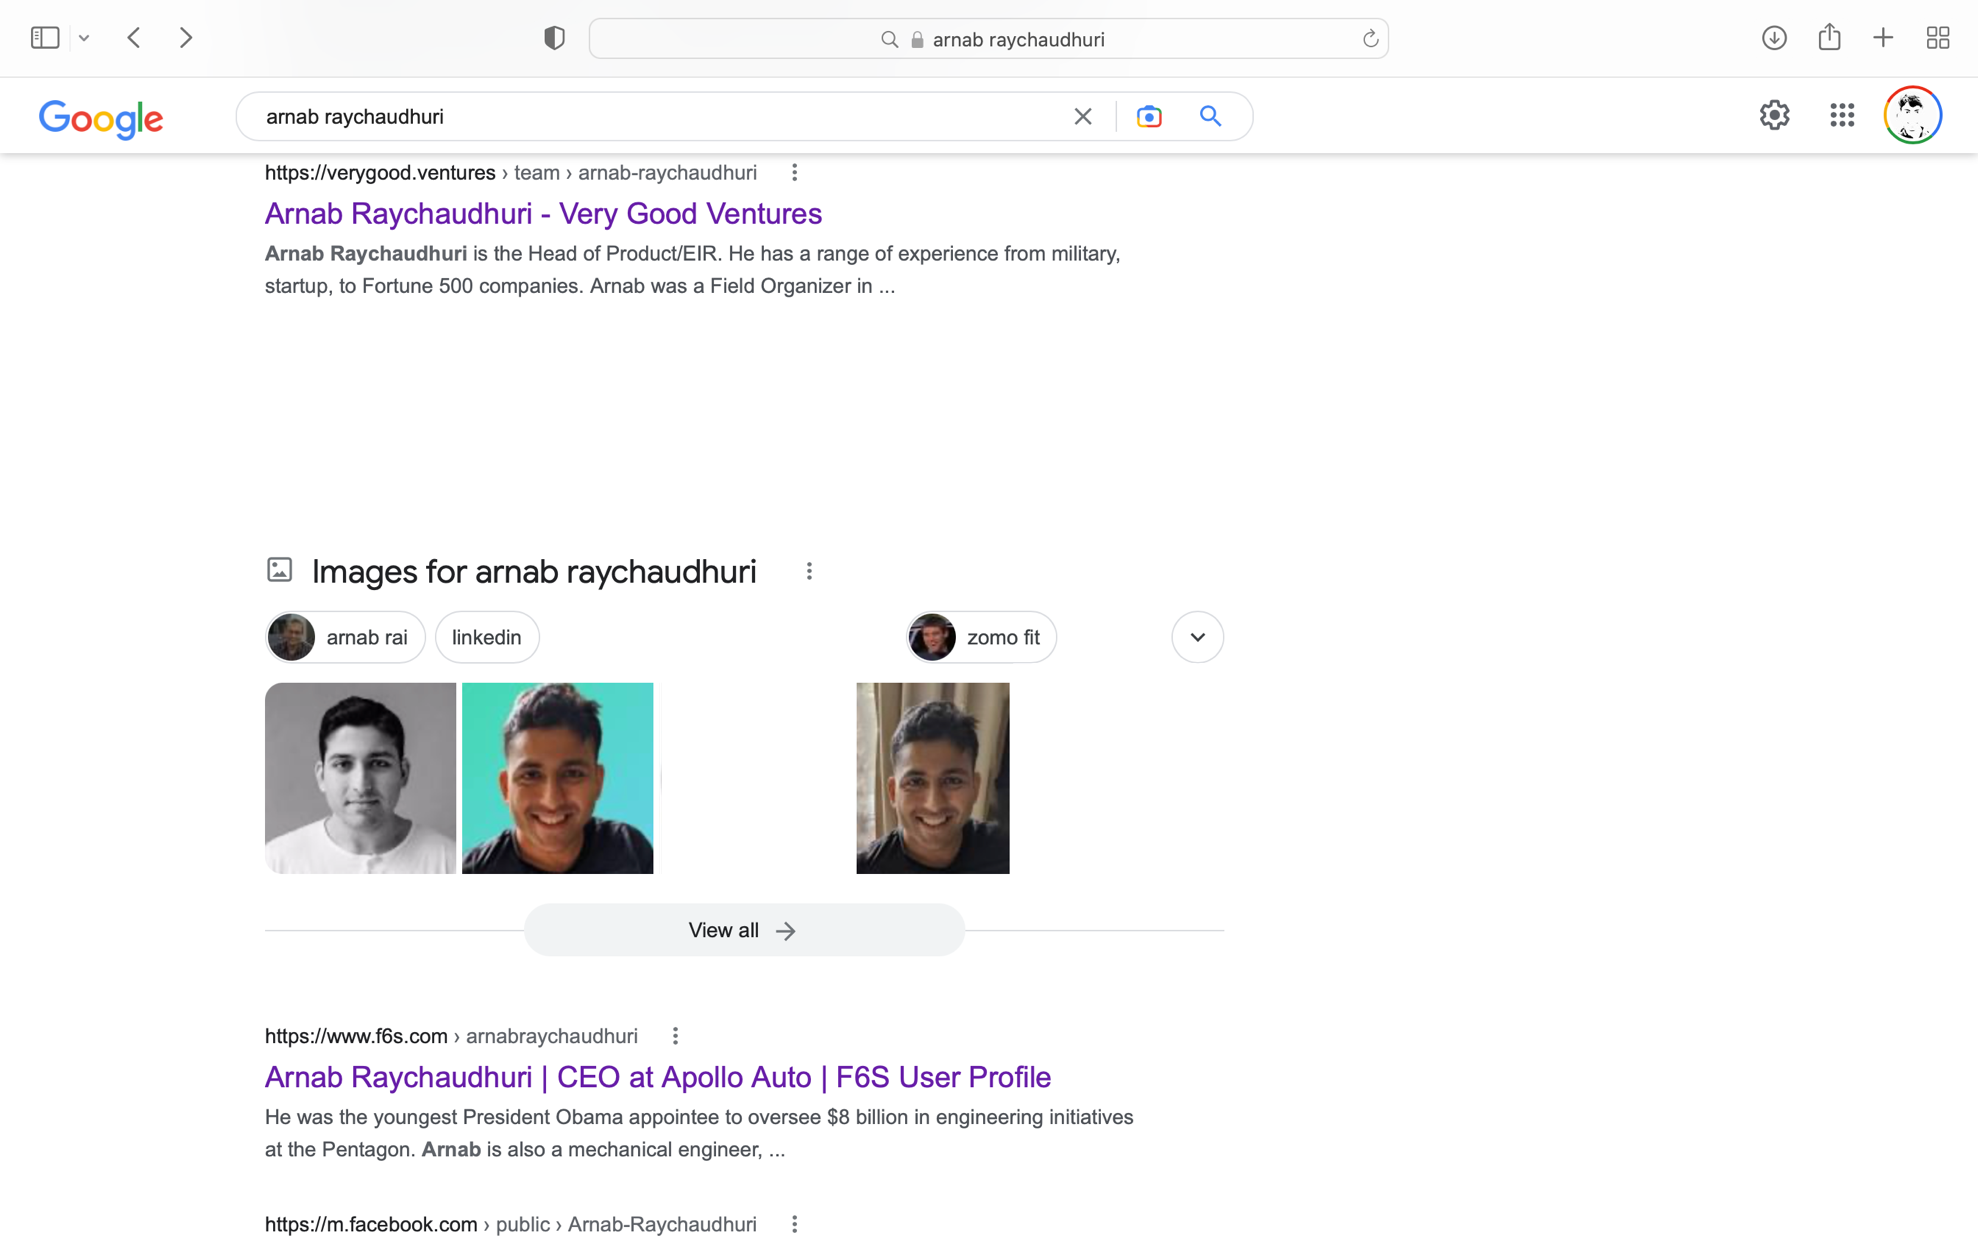 arnab raychaudhuri
Google
arnab raychaudhuri
https://verygood.ventures › team › arnab-raychaudhuri
Arnab Raychaudhuri - Very Good Ventures
Arnab Raychaudhuri is the Head of Product/EIR. He has a range of experience from military,
startup, to Fortune 500 companies. Arnab was a Field Organizer in ...
Images for arnab raychaudhuri
arnab rai
linkedin
zomo fit
View all
https://www.f6s.com › arnabraychaudhuri
Arnab Raychaudhuri | CEO at Apollo Auto | F6S User Profile
He was the youngest President Obama appointee to oversee $8 billion in engineering initiatives
at the Pentagon. Arnab is also a mechanical engineer, ...
https://m.facebook.com › public › Arnab-Raychaudhuri